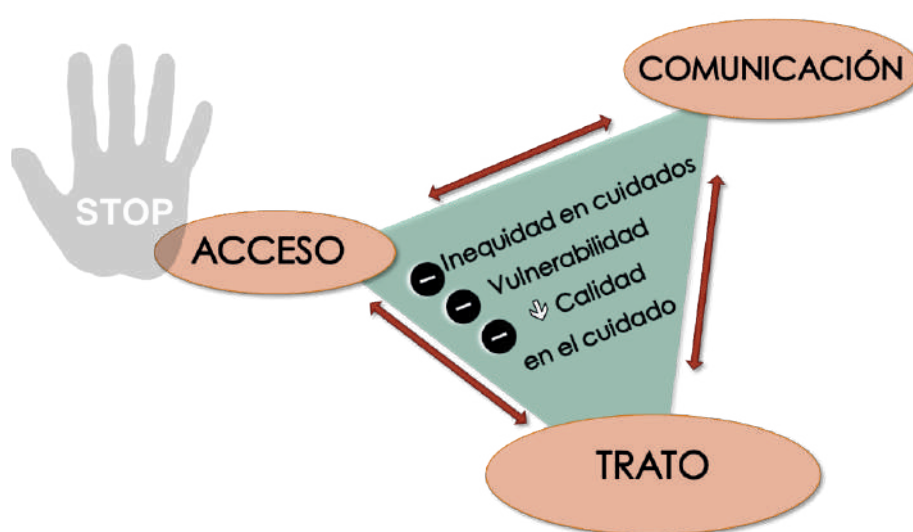 COMUNICACIÓN
STOP
ACCESO
Inequidad en cuidados
Vulnerabilidad
Calidad
en el cuidado
TRATO